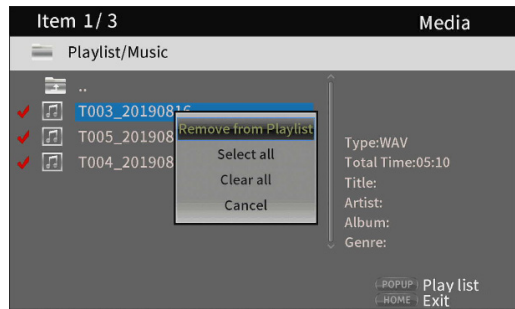 Item 1/3 Media
Playlist/Music
..
T003_20190816
T005_201908
T004_201908
Remove from Playlist
Select all
Clear all
Cancel
Type:WAV
Total Time:05:10
Title:
Artist:
Album:
Genre:
POPUP Play list
HOME Exit